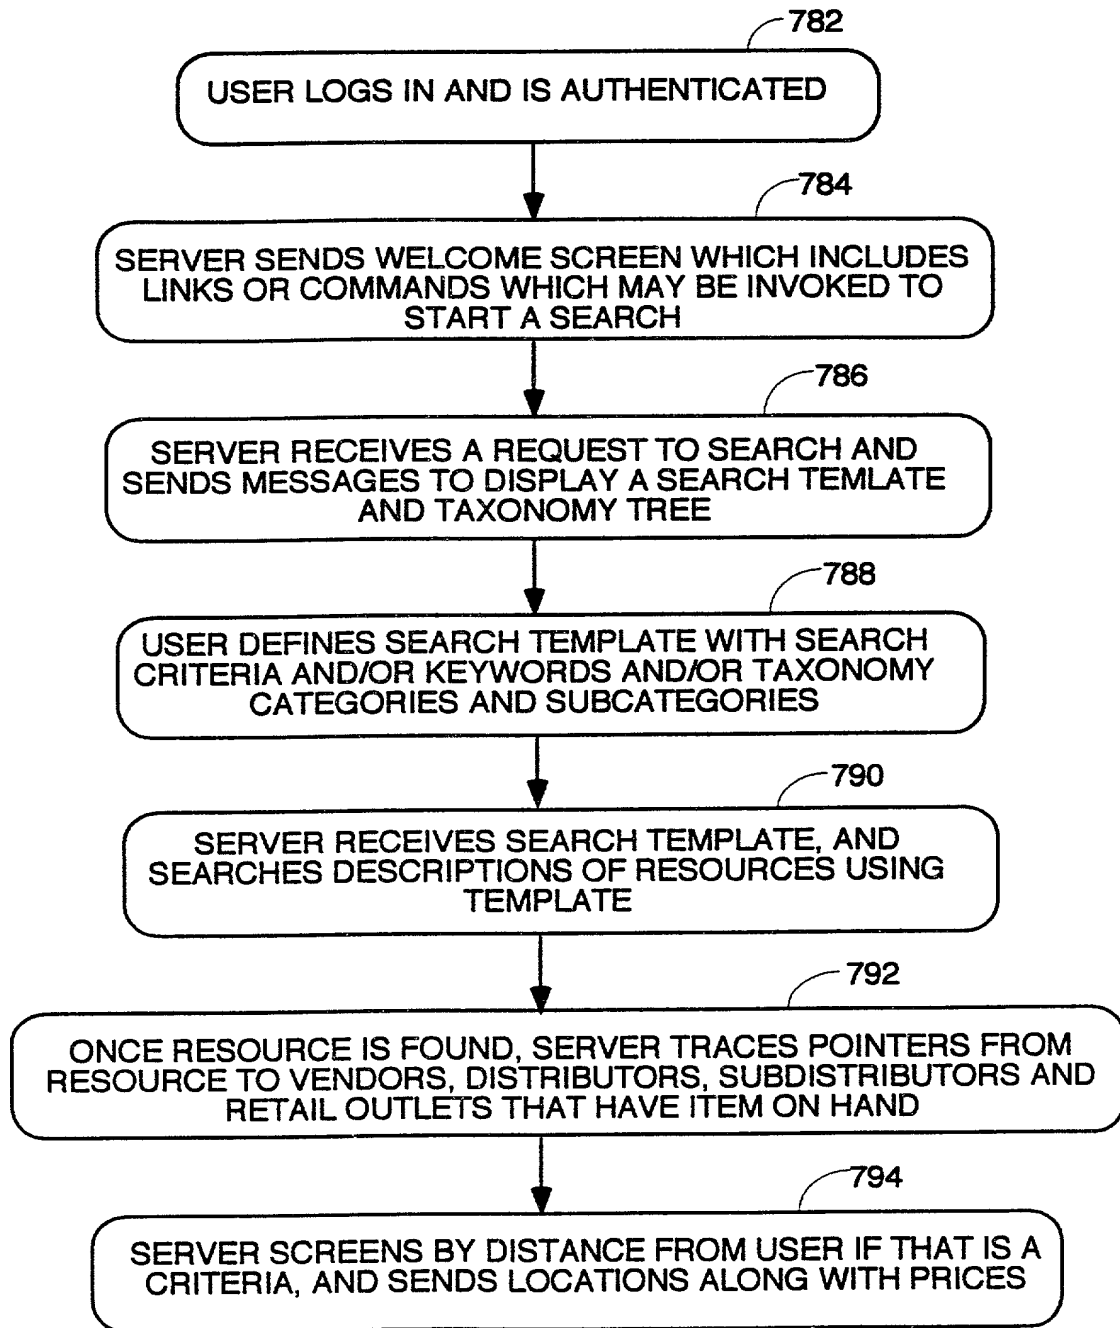 782
USER LOGS IN AND IS AUTHENTICATED
784
SERVER SENDS WELCOME SCREEN WHICH INCLUDES
LINKS OR COMMANDS WHICH MAY BE INVOKED TO
START A SEARCH
786
SERVER RECEIVES A REQUEST TO SEARCH AND
SENDS MESSAGES TO DISPLAY A SEARCH TEMLATE
AND TAXONOMY TREE
788
USER DEFINES SEARCH TEMPLATE WITH SEARCH
CRITERIA AND/OR KEYWORDS AND/OR TAXONOMY
CATEGORIES AND SUBCATEGORIES
790
SERVER RECEIVES SEARCH TEMPLATE, AND
SEARCHES DESCRIPTIONS OF RESOURCES USING
TEMPLATE
792
ONCE RESOURCE IS FOUND, SERVER TRACES POINTERS FROM
RESOURCE TO VENDORS, DISTRIBUTORS, SUBDISTRIBUTORS AND
RETAIL OUTLETS THAT HAVE ITEM ON HAND
794
SERVER SCREENS BY DISTANCE FROM USER IF THAT IS A
CRITERIA, AND SENDS LOCATIONS ALONG WITH PRICES